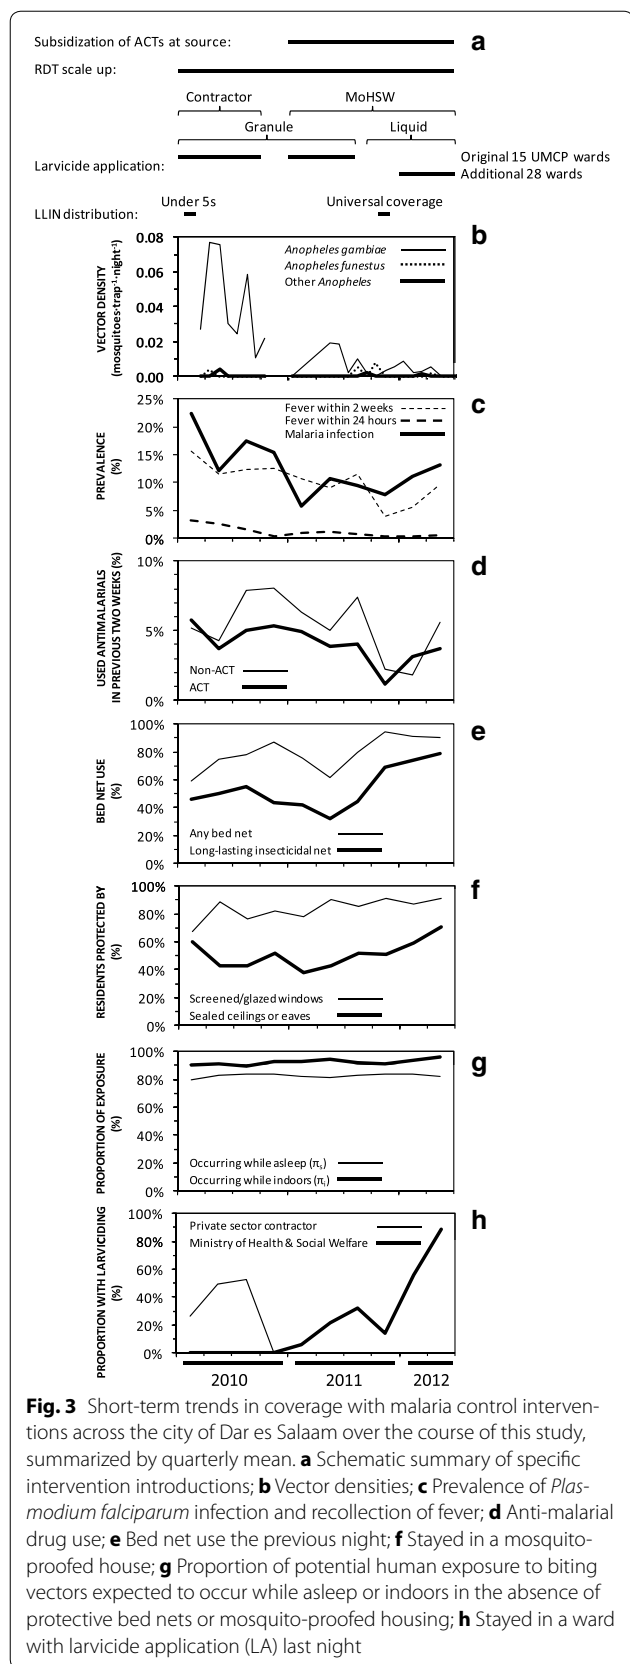 Subsidization of ACTs at source:
a
RDT scale up:
Contractor
MoHSW
Granule
Liquid
Larvicide application:
Original 15 UMCP wards
Additional 28 wards
Under 5s
Universal coverage
LLIN distribution:
b
VECTOR DENSITY
(mosquitoes·trap⁻¹·night⁻¹)
0.08
0.06
0.04
0.02
0.00
Anopheles gambiae
Anopheles funestus
Other Anopheles
c
PREVALENCE
(%)
25%
20%
15%
10%
5%
0%
Fever within 2 weeks
Fever within 24 hours
Malaria infection
d
USED ANTIMALARIALS
IN PREVIOUS TWO WEEKS (%)
10%
5%
0%
Non-ACT
ACT
e
BED NET USE
(%)
100%
80%
60%
40%
20%
0%
Any bed net
Long-lasting insecticidal net
f
RESIDENTS PROTECTED BY
(%)
100%
80%
60%
40%
20%
0%
Screened/glazed windows
Sealed ceilings or eaves
g
PROPORTION OF EXPOSURE
(%)
100%
80%
60%
40%
20%
0%
Occurring while asleep (πs)
Occurring while indoors (πi)
h
PROPORTION WITH LARVICIDING
(%)
100%
80%
60%
40%
20%
0%
Private sector contractor
Ministry of Health & Social Welfare
2010
2011
2012
Fig. 3 Short-term trends in coverage with malaria control interven-
tions across the city of Dar es Salaam over the course of this study,
summarized by quarterly mean. a Schematic summary of specific
intervention introductions; b Vector densities; c Prevalence of Plas-
modium falciparum infection and recollection of fever; d Anti-malarial
drug use; e Bed net use the previous night; f Stayed in a mosquito-
proofed house; g Proportion of potential human exposure to biting
vectors expected to occur while asleep or indoors in the absence of
protective bed nets or mosquito-proofed housing; h Stayed in a ward
with larvicide application (LA) last night